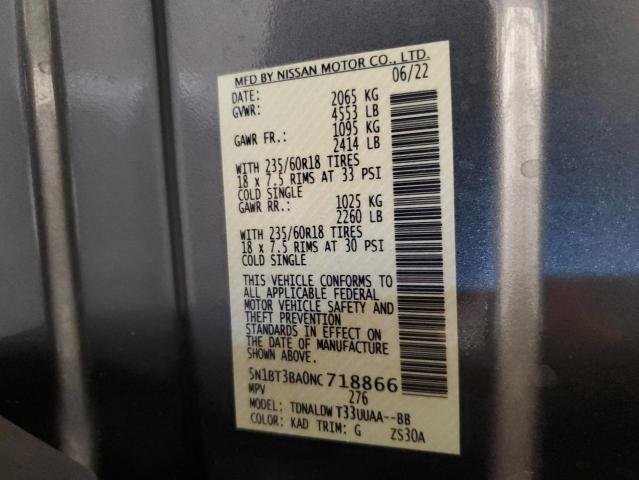 MFD BY NISSAN MOTOR CO., LTD.
DATE: 06/22
GVWR: 2065 KG
4553 LB
GAWR FR.: 1095 KG
2414 LB
WITH 235/60R18 TIRES
18 x 7.5 RIMS AT 33 PSI
COLD SINGLE
GAWR RR.: 1025 KG
2260 LB
WITH 235/60R18 TIRES
18 x 7.5 RIMS AT 30 PSI
COLD SINGLE
THIS VEHICLE CONFORMS TO
ALL APPLICABLE FEDERAL
MOTOR VEHICLE SAFETY AND
THEFT PREVENTION
STANDARDS IN EFFECT ON
THE DATE OF MANUFACTURE
SHOWN ABOVE.
5N1BT3BA0NC718866
MPV 276
MODEL: TDNALDW T33UUAA--BB
COLOR: KAD TRIM: G ZS30A